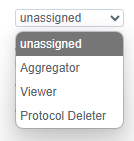 unassigned
unassigned
Aggregator
Viewer
Protocol Deleter